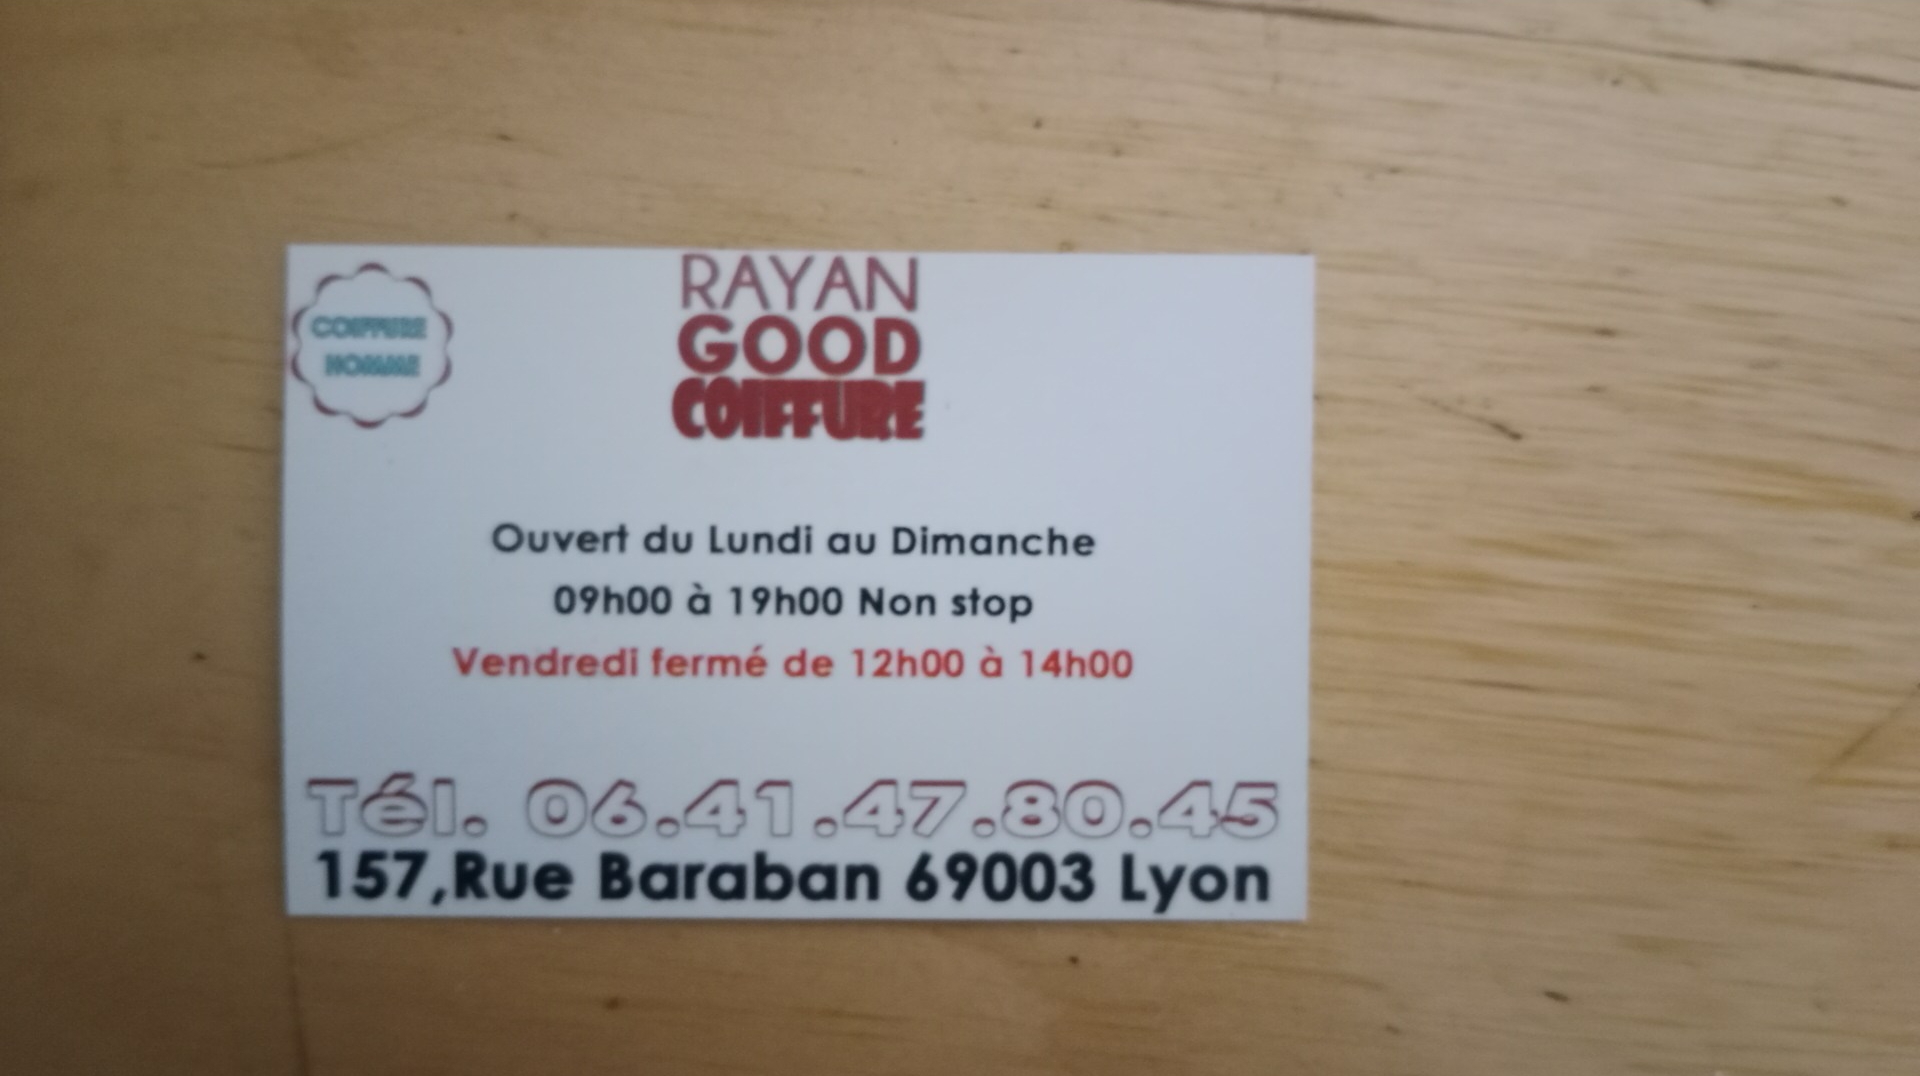 COIFFURE
HOMME
RAYAN
GOOD
COIFFURE
Ouvert du Lundi au Dimanche
09h00 à 19h00 Non stop
Vendredi fermé de 12h00 à 14h00
Tél. 06.41.47.80.45
157,Rue Baraban 69003 Lyon